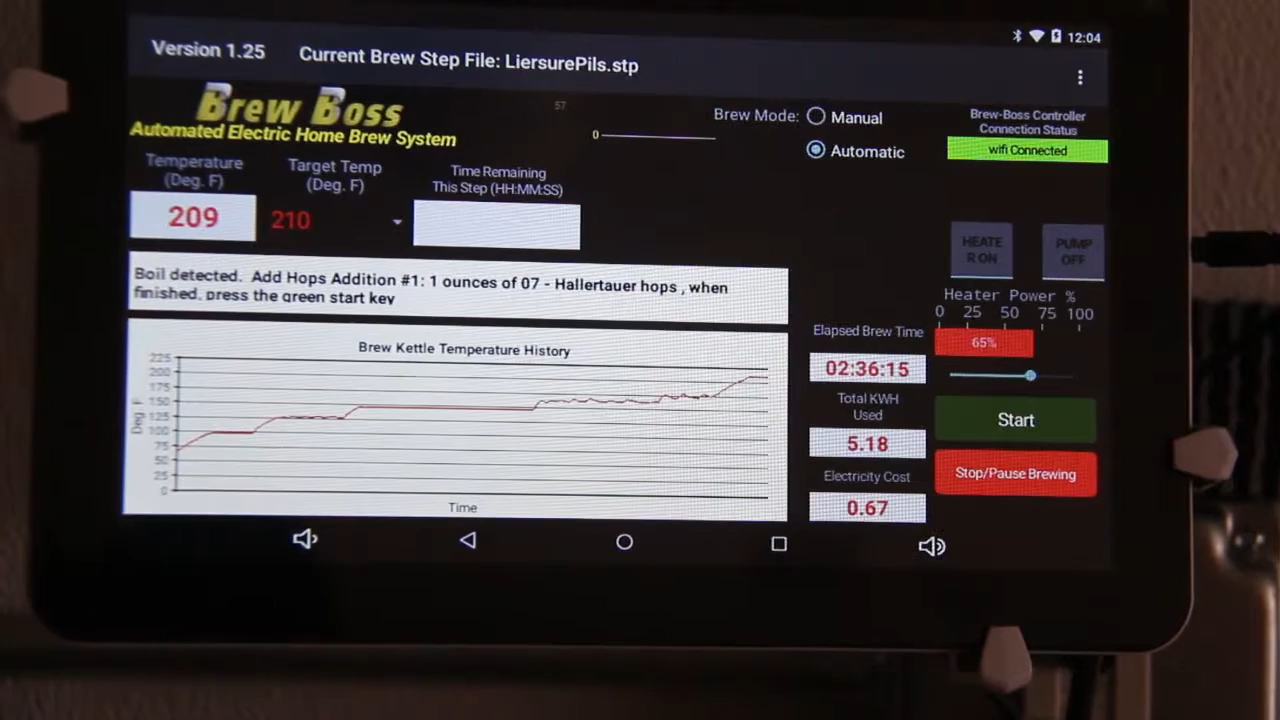 12:04
Version 1.25 Current Brew Step File: LiersurePils.stp
Brew Boss
Automated Electric Home Brew System
57
0
Brew Mode: Manual
Automatic
Brew-Boss Controller
Connection Status
wifi Connected
Temperature
(Deg. F)
209
Target Temp
(Deg. F)
210
Time Remaining
This Step (HH:MM:SS)
HEATE
R ON
PUMP
OFF
Boil detected. Add Hops Addition #1: 1 ounces of 07 - Hallertauer hops , when
finished, press the green start key
Heater Power %
0 25 50 75 100
65%
Brew Kettle Temperature History
225
200
175
150
125
100
75
50
25
0
Deg F
Time
Elapsed Brew Time
02:36:15
Total KWH
Used
5.18
Electricity Cost
0.67
Start
Stop/Pause Brewing